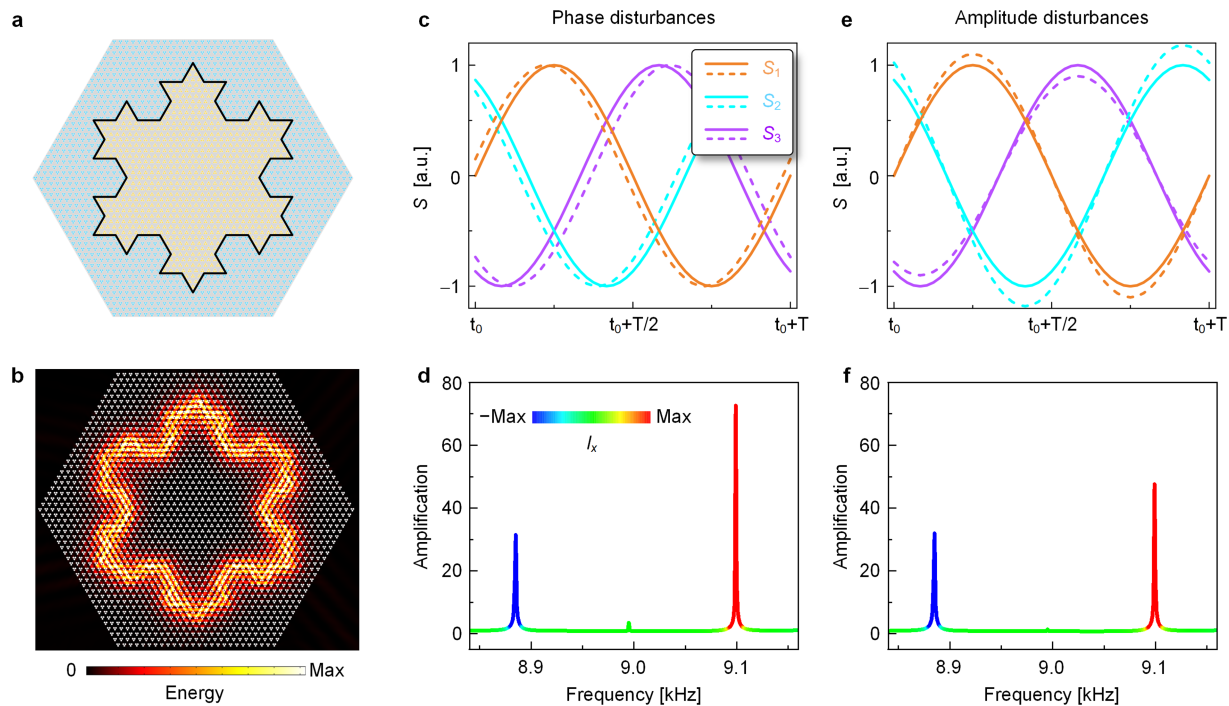 a
b
0
Max
Energy
c
Phase disturbances
S [a.u.]
1
0
−1
S₁
S₂
S₃
t₀
t₀+T/2
t₀+T
d
Amplification
80
60
40
20
0
−Max
Max
Iₓ
8.9
9.0
9.1
Frequency [kHz]
e
Amplitude disturbances
S [a.u.]
1
0
−1
t₀
t₀+T/2
t₀+T
f
Amplification
80
60
40
20
0
8.9
9.0
9.1
Frequency [kHz]